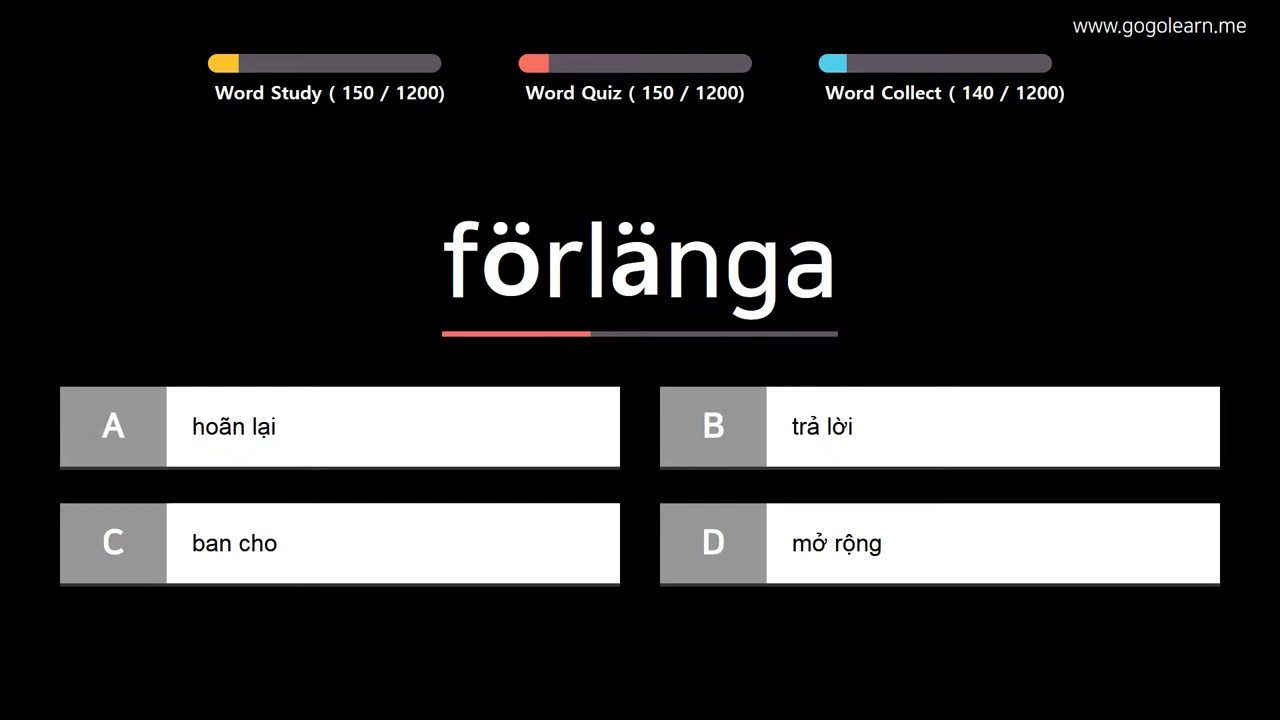 www.gogolearn.me
Word Study ( 150 / 1200)
Word Quiz ( 150 / 1200)
Word Collect ( 140 / 1200)
förlänga
A hoãn lại
B trả lời
C ban cho
D mở rộng